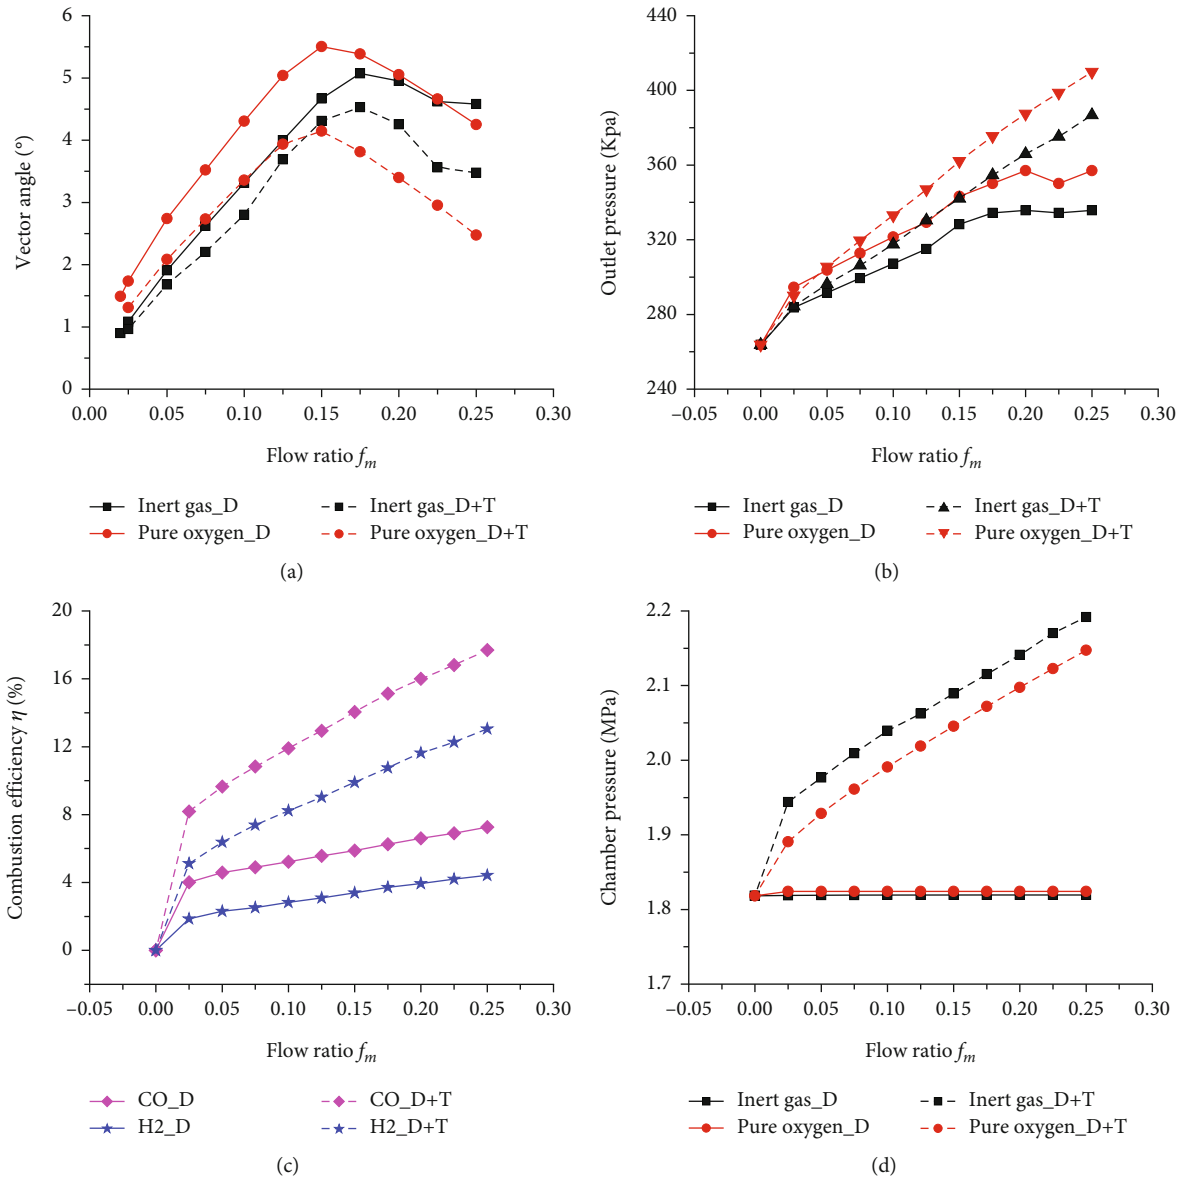 6
5
4
3
2
1
0
Vector angle (°)
0.00 0.05 0.10 0.15 0.20 0.25 0.30
Flow ratio fm
Inert gas_D Inert gas_D+T
Pure oxygen_D Pure oxygen_D+T
(a)
440
400
360
320
280
240
Outlet pressure (Kpa)
−0.05 0.00 0.05 0.10 0.15 0.20 0.25 0.30
Flow ratio fm
Inert gas_D Inert gas_D+T
Pure oxygen_D Pure oxygen_D+T
(b)
20
16
12
8
4
0
Combustion efficiency η (%)
−0.05 0.00 0.05 0.10 0.15 0.20 0.25 0.30
Flow ratio fm
CO_D CO_D+T
H2_D H2_D+T
(c)
2.2
2.1
2.0
1.9
1.8
1.7
Chamber pressure (MPa)
−0.05 0.00 0.05 0.10 0.15 0.20 0.25 0.30
Flow ratio fm
Inert gas_D Inert gas_D+T
Pure oxygen_D Pure oxygen_D+T
(d)